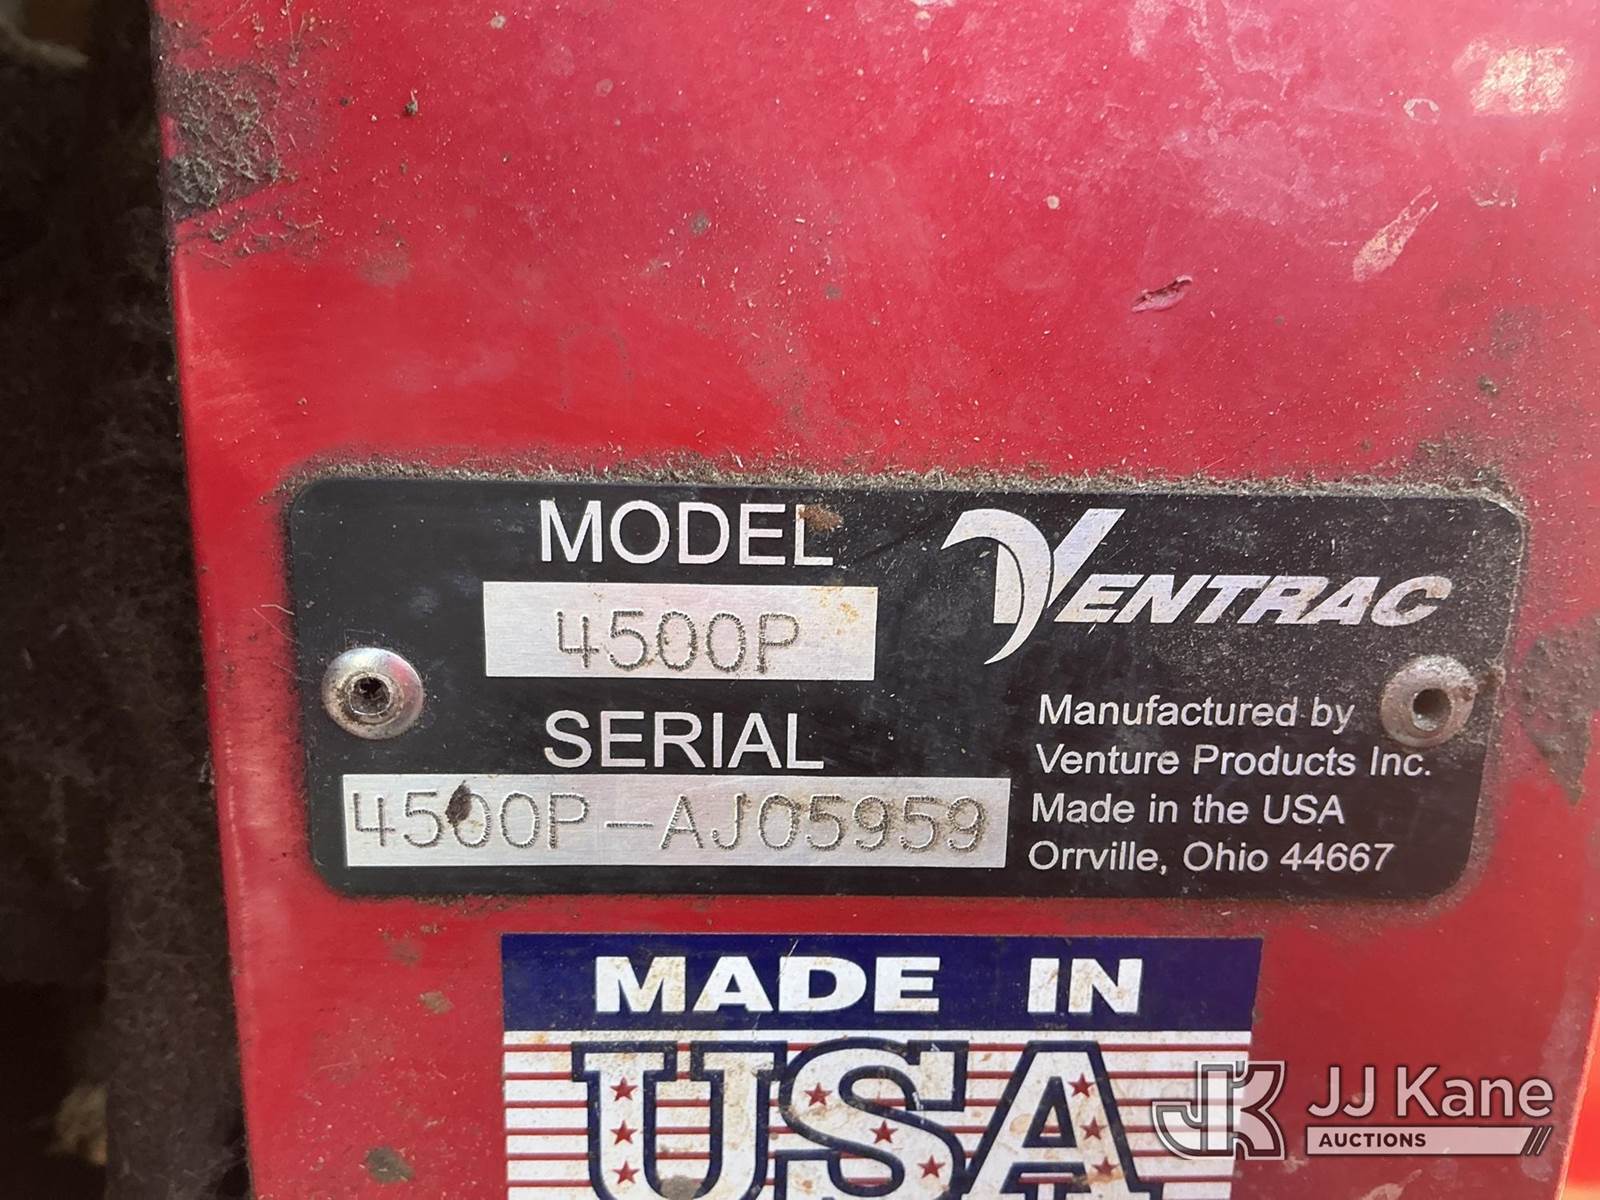 MODEL
4500P
SERIAL
4500P-AJ05959
VENTRAC
Manufactured by
Venture Products Inc.
Made in the USA
Orrville, Ohio 44667
MADE IN
USA
JK JJ Kane
AUCTIONS